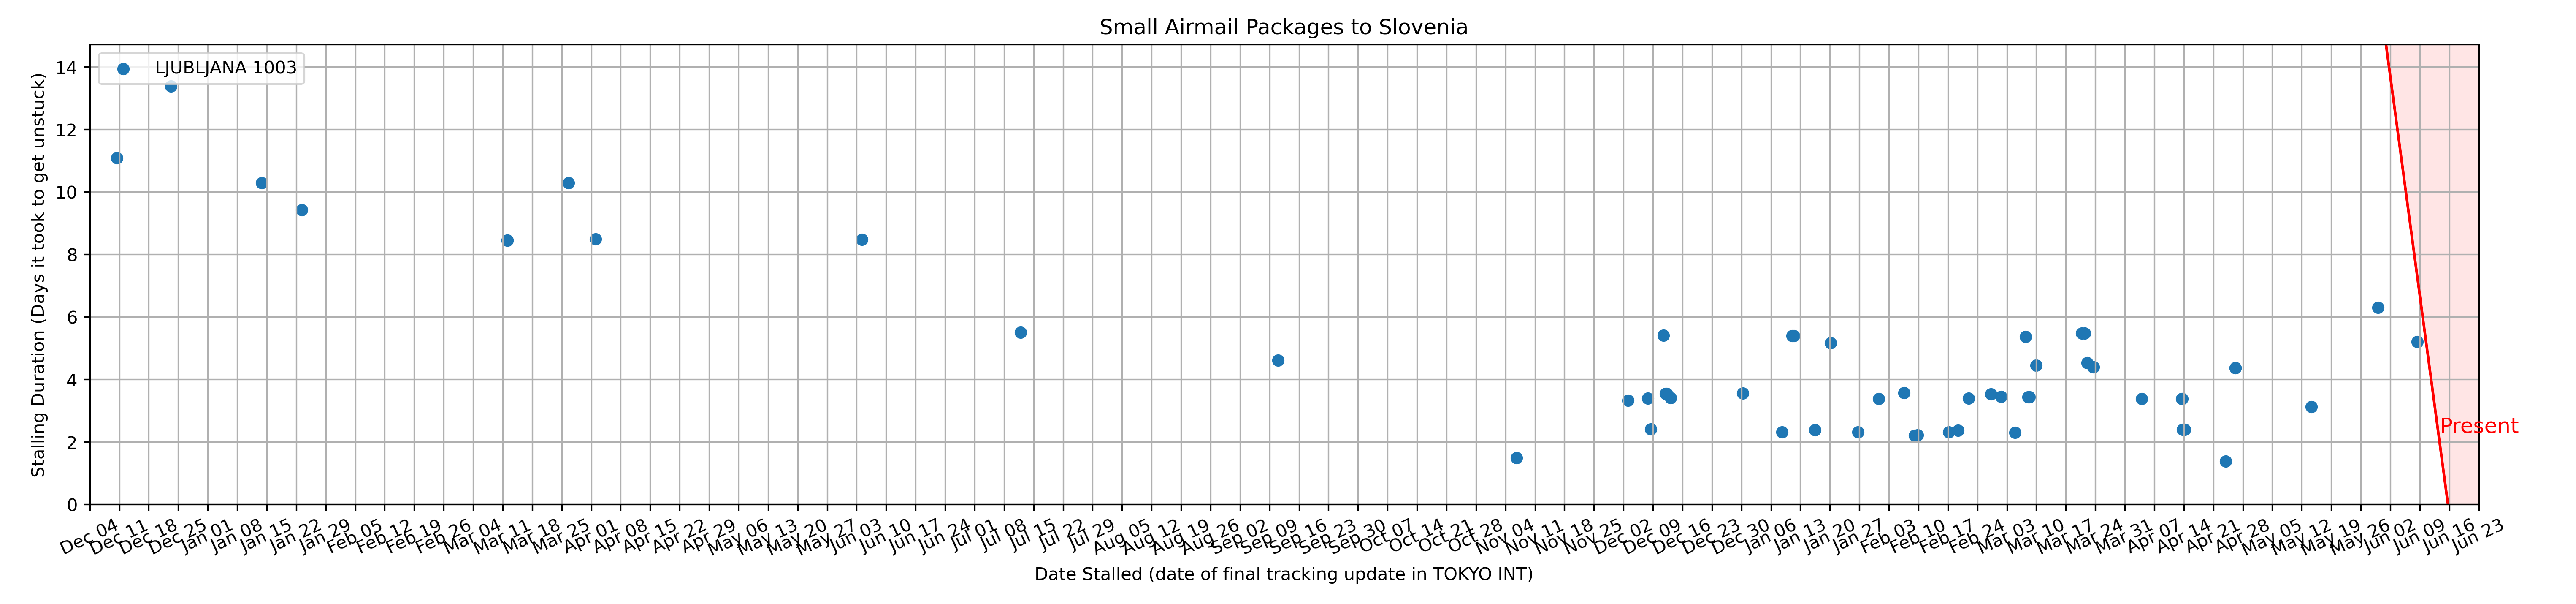 Small Airmail Packages to Slovenia
LJUBLJANA 1003
Stalling Duration (Days it took to get unstuck)
14
12
10
8
6
4
2
0
Present
Dec 04
Dec 11
Dec 18
Dec 25
Jan 01
Jan 08
Jan 15
Jan 22
Jan 29
Feb 05
Feb 12
Feb 19
Feb 26
Mar 04
Mar 11
Mar 18
Mar 25
Apr 01
Apr 08
Apr 15
Apr 22
Apr 29
May 06
May 13
May 20
May 27
Jun 03
Jun 10
Jun 17
Jun 24
Jul 01
Jul 08
Jul 15
Jul 22
Jul 29
Aug 05
Aug 12
Aug 19
Aug 26
Sep 02
Sep 09
Sep 16
Sep 23
Sep 30
Oct 07
Oct 14
Oct 21
Oct 28
Nov 04
Nov 11
Nov 18
Nov 25
Dec 02
Dec 09
Dec 16
Dec 23
Dec 30
Jan 06
Jan 13
Jan 20
Jan 27
Feb 03
Feb 10
Feb 17
Feb 24
Mar 03
Mar 10
Mar 17
Mar 24
Mar 31
Apr 07
Apr 14
Apr 21
Apr 28
May 05
May 12
May 19
May 26
Jun 02
Jun 09
Jun 16
Jun 23
Date Stalled (date of final tracking update in TOKYO INT)